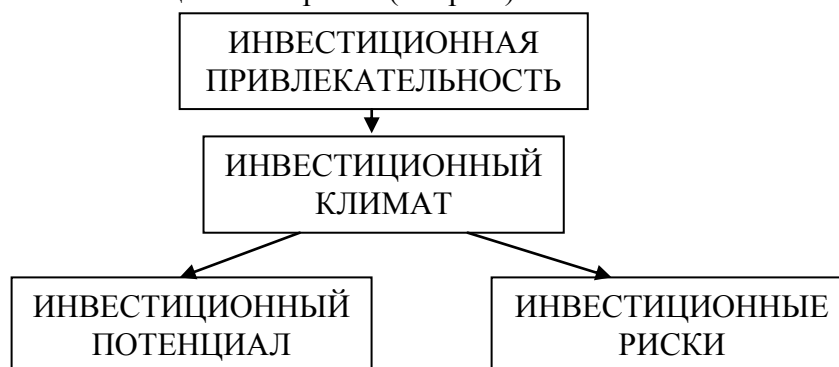 ИНВЕСТИЦИОННАЯ
ПРИВЛЕКАТЕЛЬНОСТЬ
ИНВЕСТИЦИОННЫЙ
КЛИМАТ
ИНВЕСТИЦИОННЫЙ
ПОТЕНЦИАЛ
ИНВЕСТИЦИОННЫЕ
РИСКИ